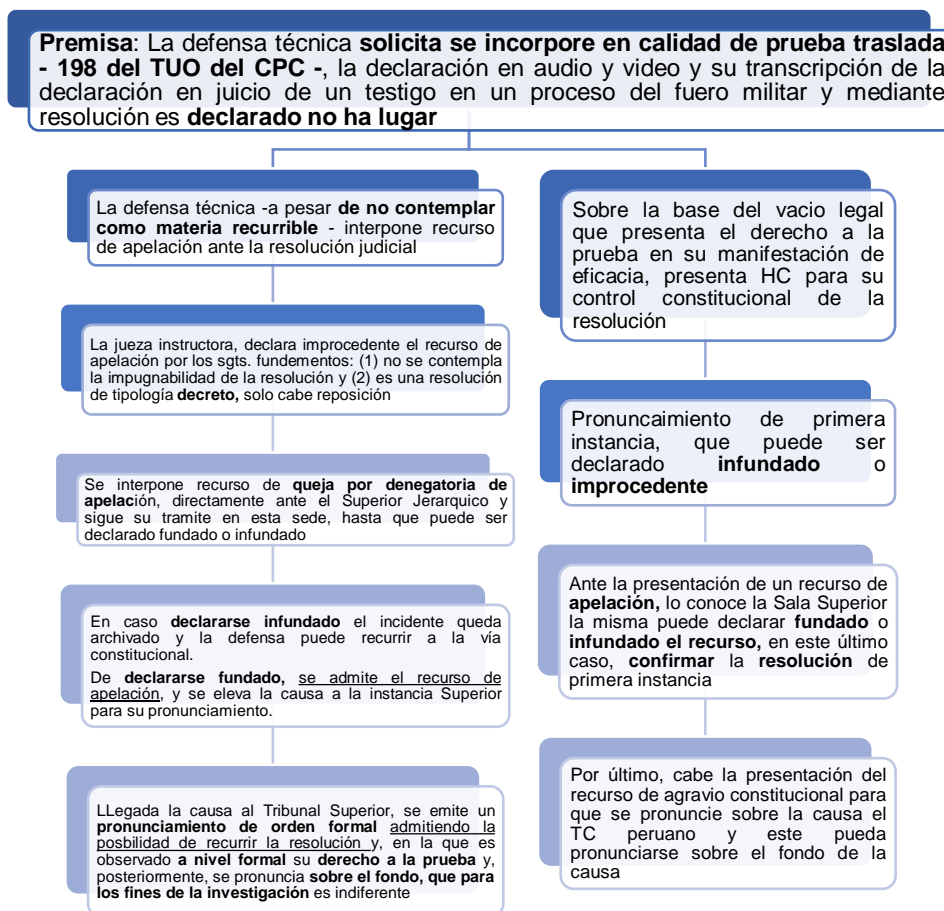 Premisa: La defensa técnica solicita se incorpore en calidad de prueba traslada
- 198 del TUO del CPC -, la declaración en audio y video y su transcripción de la
declaración en juicio de un testigo en un proceso del fuero militar y mediante
resolución es declarado no ha lugar
La defensa técnica -a pesar de no contemplar
como materia recurrible - interpone recurso
de apelación ante la resolución judicial
La jueza instructora, declara improcedente el recurso de
apelación por los sgts. fundementos: (1) no se contempla
la impugnabilidad de la resolución y (2) es una resolución
de tipología decreto, solo cabe reposición
Se interpone recurso de queja por denegatoria de
apelación, directamente ante el Superior Jerarquico y
sigue su tramite en esta sede, hasta que puede ser
declarado fundado o infundado
En caso declararse infundado el incidente queda
archivado y la defensa puede recurrir a la vía
constitucional.
De declararse fundado, se admite el recurso de
apelación, y se eleva la causa a la instancia Superior
para su pronunciamiento.
LLegada la causa al Tribunal Superior, se emite un
pronunciamiento de orden formal admitiendo la
posbilidad de recurrir la resolución y, en la que es
observado a nivel formal su derecho a la prueba y,
posteriormente, se pronuncia sobre el fondo, que para
los fines de la investigación es indiferente
Sobre la base del vacio legal
que presenta el derecho a la
prueba en su manifestación de
eficacia, presenta HC para su
control constitucional de la
resolución
Pronuncaimiento de primera
instancia, que puede ser
declarado infundado o
improcedente
Ante la presentación de un recurso de
apelación, lo conoce la Sala Superior
la misma puede declarar fundado o
infundado el recurso, en este último
caso, confirmar la resolución de
primera instancia
Por último, cabe la presentación del
recurso de agravio constitucional para
que se pronuncie sobre la causa el
TC peruano y este pueda
pronunciarse sobre el fondo de la
causa